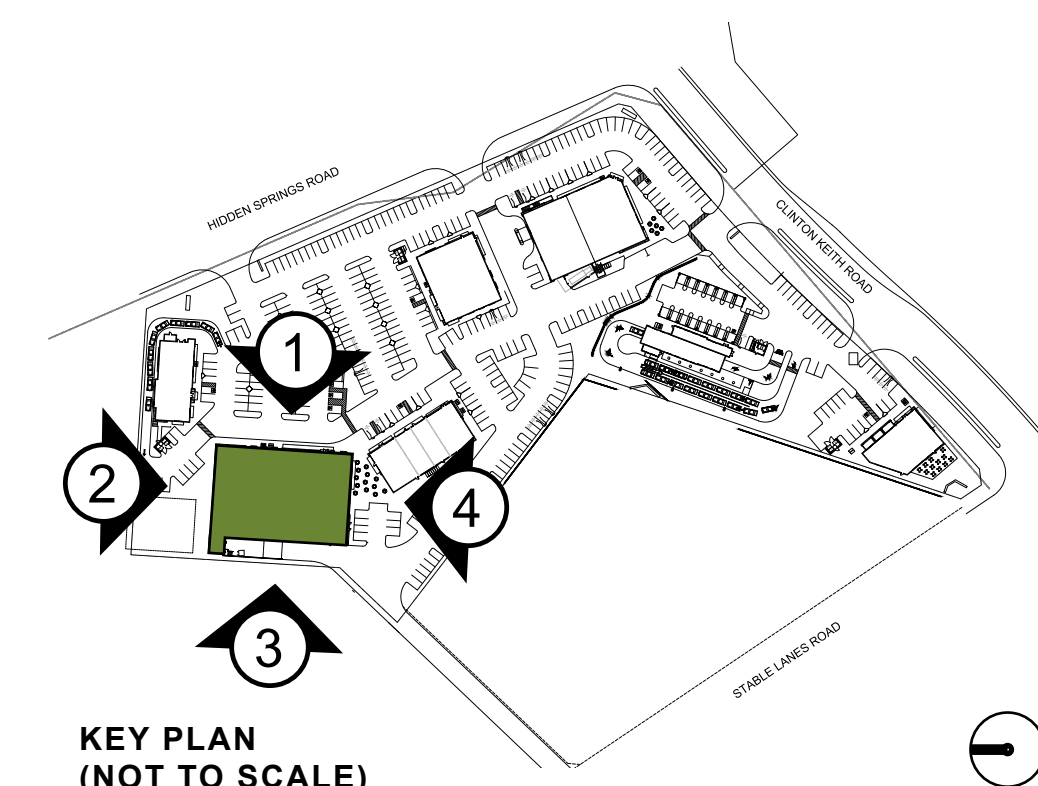 HIDDEN SPRINGS ROAD
CLINTON KEITH ROAD
1
2
4
3
STABLE LANES ROAD
KEY PLAN
(NOT TO SCALE)